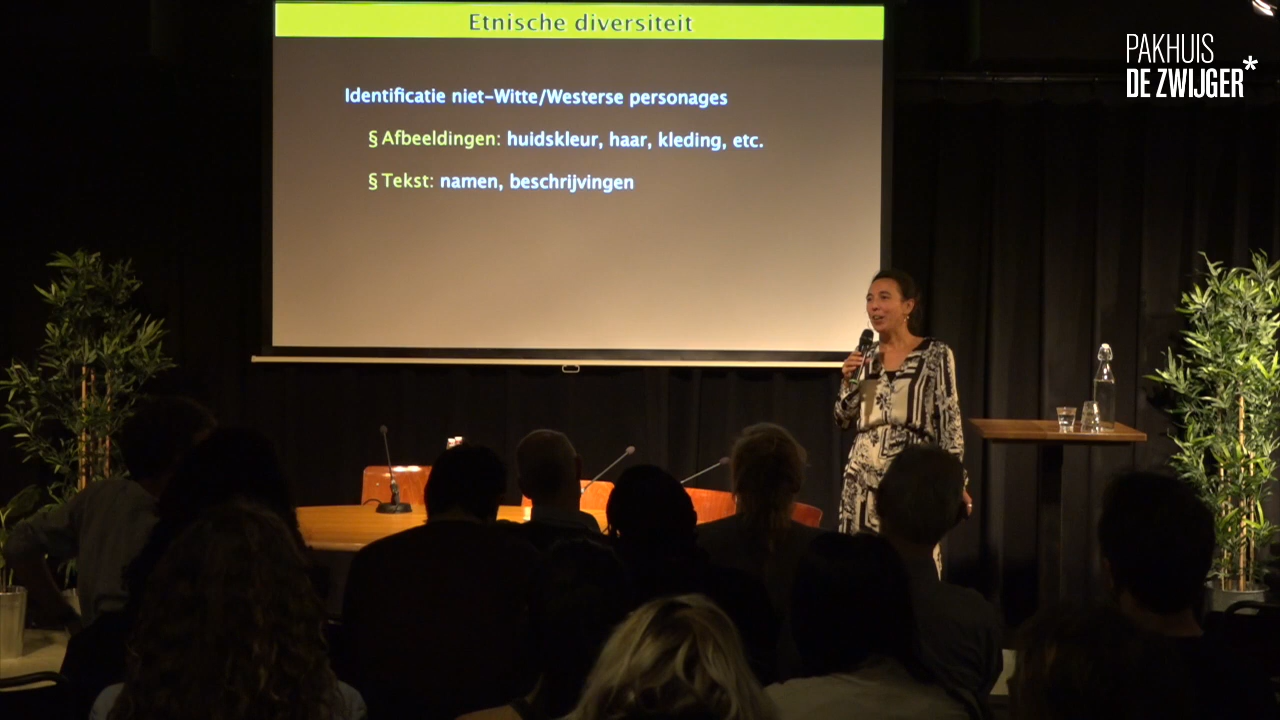 Etnische diversiteit
Identificatie niet-Witte/Westerse personages
§ Afbeeldingen: huidskleur, haar, kleding, etc.
§ Tekst: namen, beschrijvingen
PAKHUIS
DE ZWIJGER*